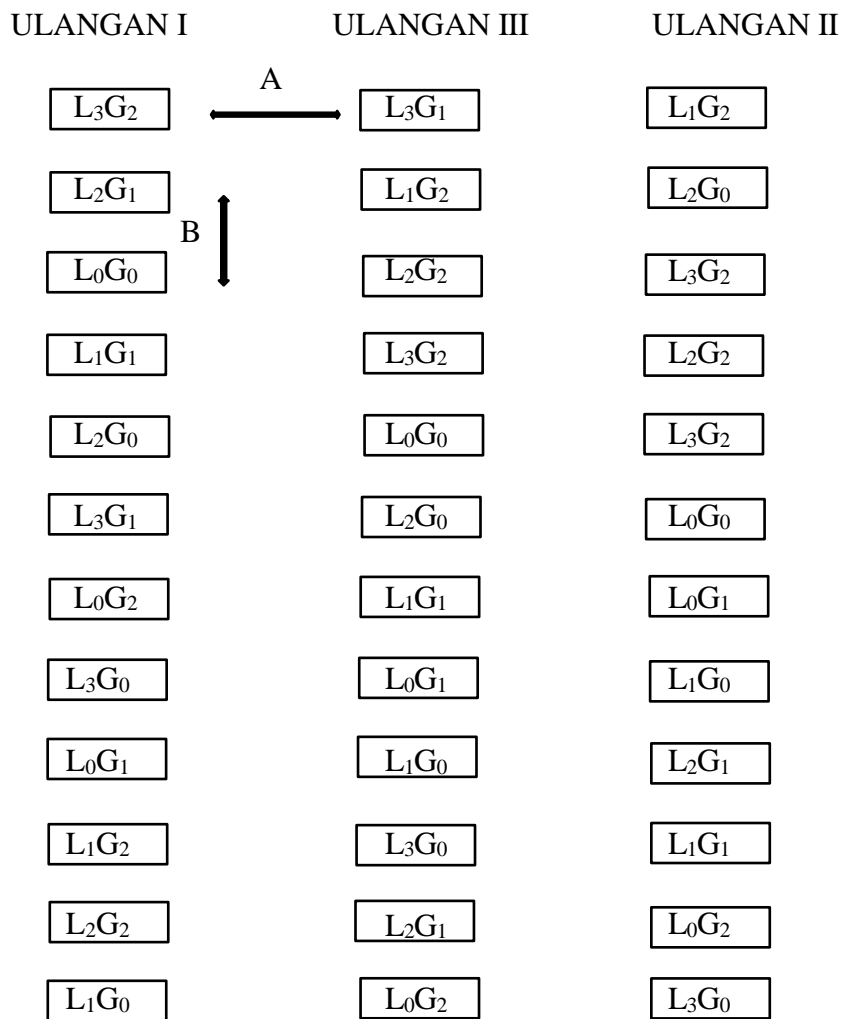 ULANGAN I ULANGAN III ULANGAN II
A
L₃G₂ L₃G₁ L₁G₂
L₂G₁ L₁G₂ L₂G₀
B
L₀G₀ L₂G₂ L₃G₂
L₁G₁ L₃G₂ L₂G₂
L₂G₀ L₀G₀ L₃G₂
L₃G₁ L₂G₀ L₀G₀
L₀G₂ L₁G₁ L₀G₁
L₃G₀ L₀G₁ L₁G₀
L₀G₁ L₁G₀ L₂G₁
L₁G₂ L₃G₀ L₁G₁
L₂G₂ L₂G₁ L₀G₂
L₁G₀ L₀G₂ L₃G₀